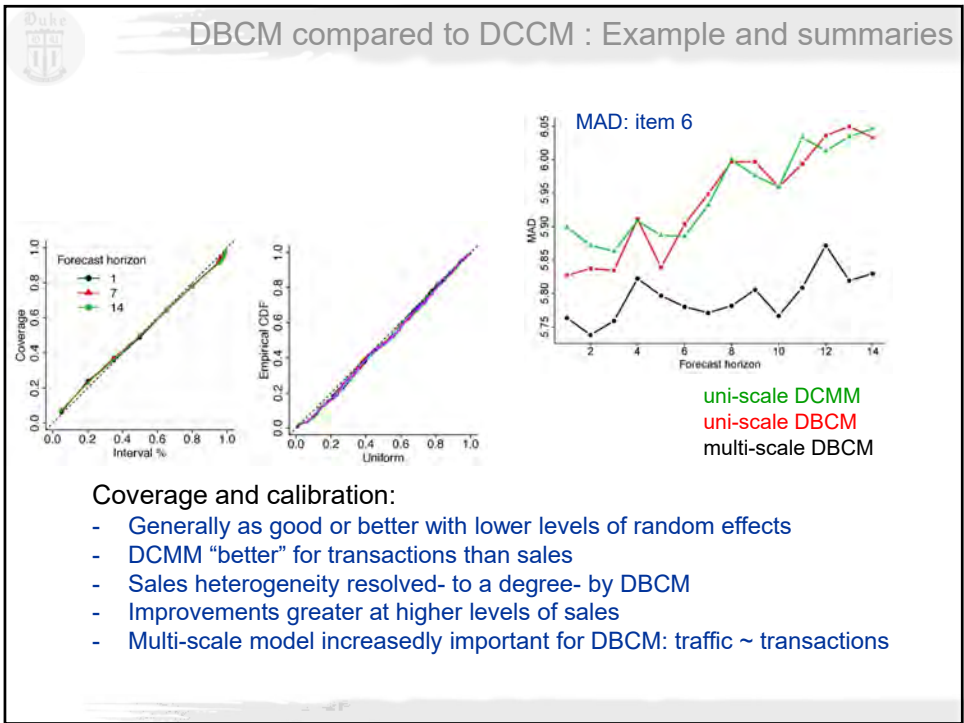 Duke
DBCM compared to DCCM : Example and summaries
MAD: item 6
MAD
5.75 5.80 5.85 5.90 5.95 6.00 6.05
2 4 6 8 10 12 14
Forecast horizon
uni-scale DCMM
uni-scale DBCM
multi-scale DBCM
Forecast horizon
1
7
14
Coverage
0.0 0.2 0.4 0.6 0.8 1.0
0.0 0.2 0.4 0.6 0.8 1.0
Interval %
Empirical CDF
0.0 0.2 0.4 0.6 0.8 1.0
0.0 0.2 0.4 0.6 0.8 1.0
Uniform
Coverage and calibration:
- Generally as good or better with lower levels of random effects
- DCMM “better” for transactions than sales
- Sales heterogeneity resolved- to a degree- by DBCM
- Improvements greater at higher levels of sales
- Multi-scale model increasedly important for DBCM: traffic ~ transactions